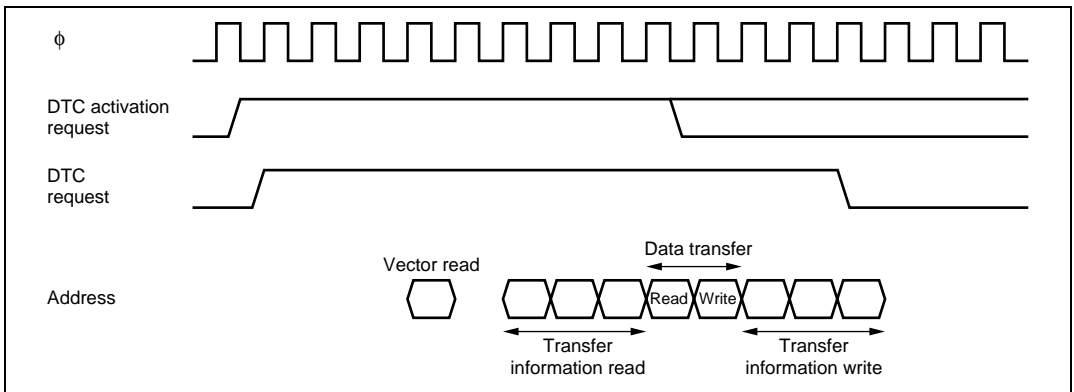 ϕ
DTC activation
request
DTC
request
Data transfer
Vector read
Address
Read
Write
Transfer
information read
Transfer
information write